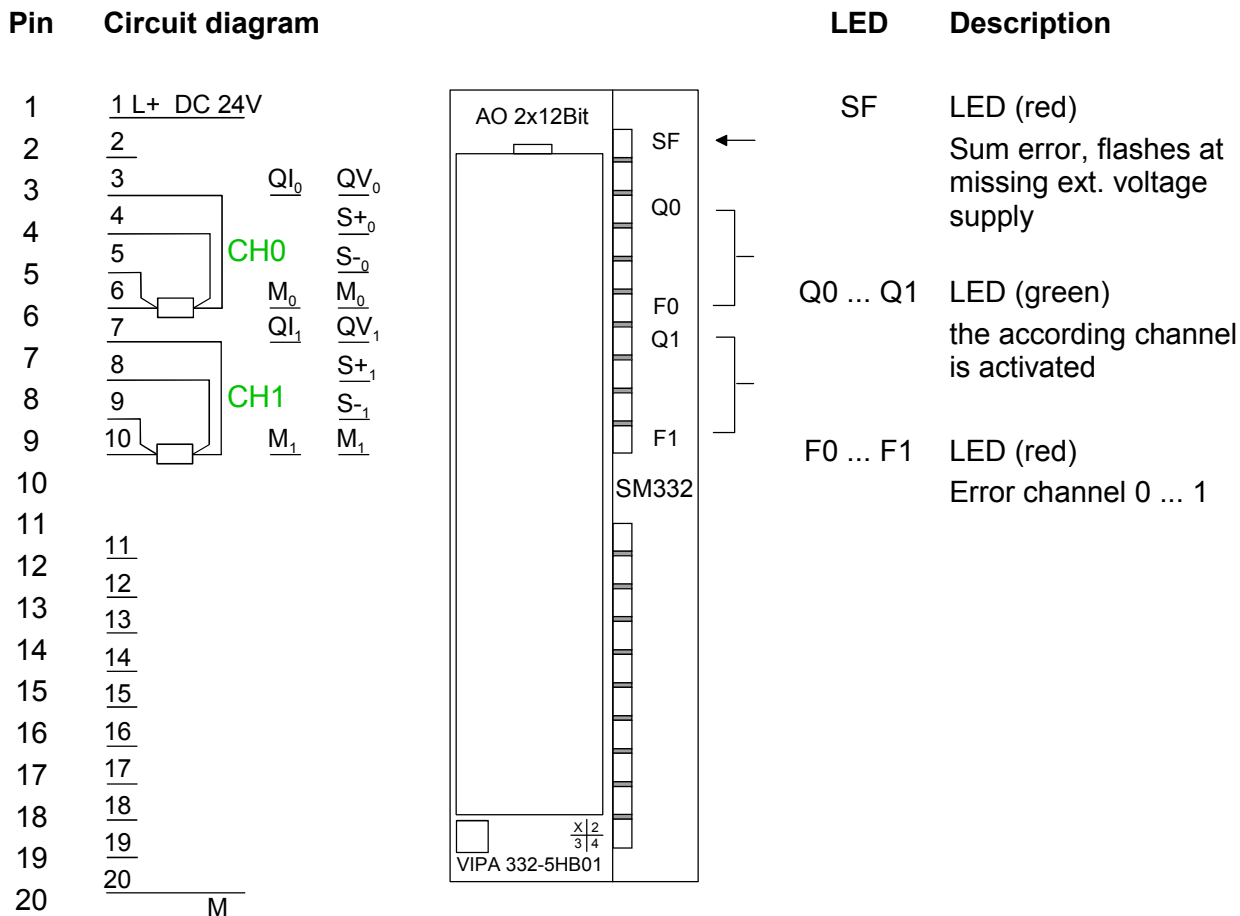 Pin Circuit diagram LED Description
1
2
3
4
5
6
7
8
9
10
11
12
13
14
15
16
17
18
19
20
1 L+ DC 24V
2
3 QI₀ QV₀
4 S+₀
5 S-₀
CH0
6 M₀ M₀
7 QI₁ QV₁
8 S+₁
9 S-₁
CH1
10 M₁ M₁
11
12
13
14
15
16
17
18
19
20
M
AO 2x12Bit
SF
Q0
F0
Q1
F1
SM332
X 2
3 4
VIPA 332-5HB01
SF LED (red)
Sum error, flashes at
missing ext. voltage
supply
Q0 ... Q1 LED (green)
the according channel
is activated
F0 ... F1 LED (red)
Error channel 0 ... 1